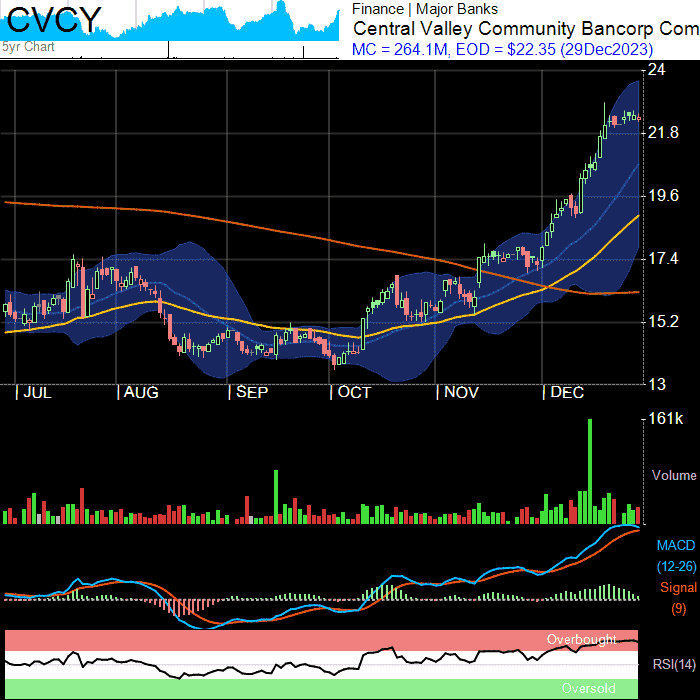 CVCY
5yr Chart
Finance | Major Banks
Central Valley Community Bancorp Com
MC = 264.1M, EOD = $22.35 (29Dec2023)
24
21.8
19.6
17.4
15.2
13
JUL AUG SEP OCT NOV DEC
161k
Volume
MACD
(12-26)
Signal
(9)
Overbought
RSI(14)
Oversold